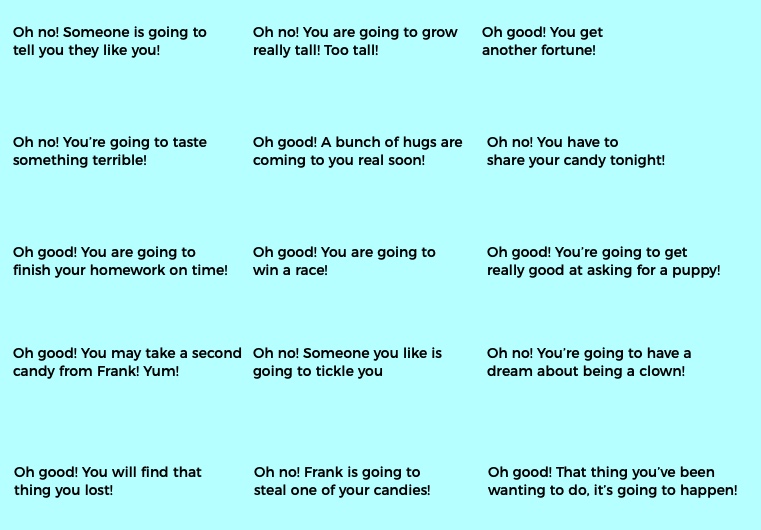 Oh no! Someone is going to
tell you they like you!
Oh no! You are going to grow
really tall! Too tall!
Oh good! You get
another fortune!
Oh no! You’re going to taste
something terrible!
Oh good! A bunch of hugs are
coming to you real soon!
Oh no! You have to
share your candy tonight!
Oh good! You are going to
finish your homework on time!
Oh good! You are going to
win a race!
Oh good! You’re going to get
really good at asking for a puppy!
Oh good! You may take a second
candy from Frank! Yum!
Oh no! Someone you like is
going to tickle you
Oh no! You’re going to have a
dream about being a clown!
Oh good! You will find that
thing you lost!
Oh no! Frank is going to
steal one of your candies!
Oh good! That thing you’ve been
wanting to do, it’s going to happen!